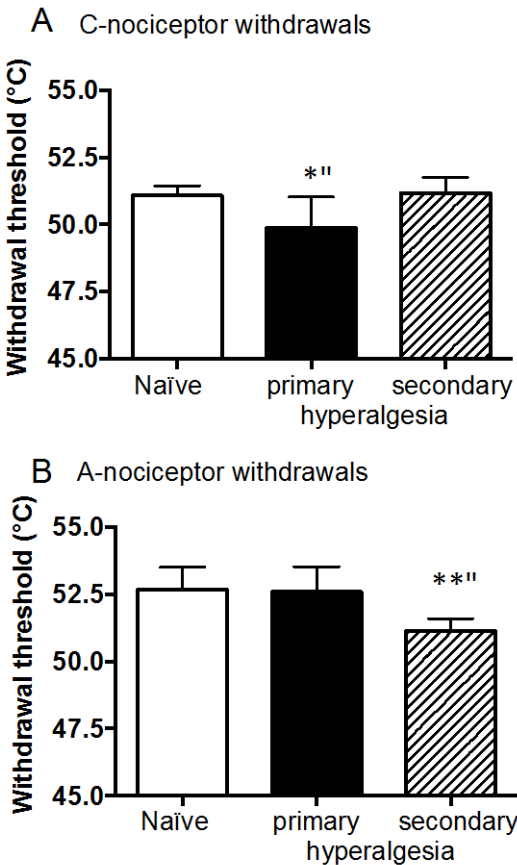 A C-nociceptor withdrawals
Withdrawal threshold (°C)
55.0
52.5
50.0
47.5
45.0
*"
Naïve primary secondary
hyperalgesia
B A-nociceptor withdrawals
Withdrawal threshold (°C)
55.0
52.5
50.0
47.5
45.0
**"
Naïve primary secondary
hyperalgesia